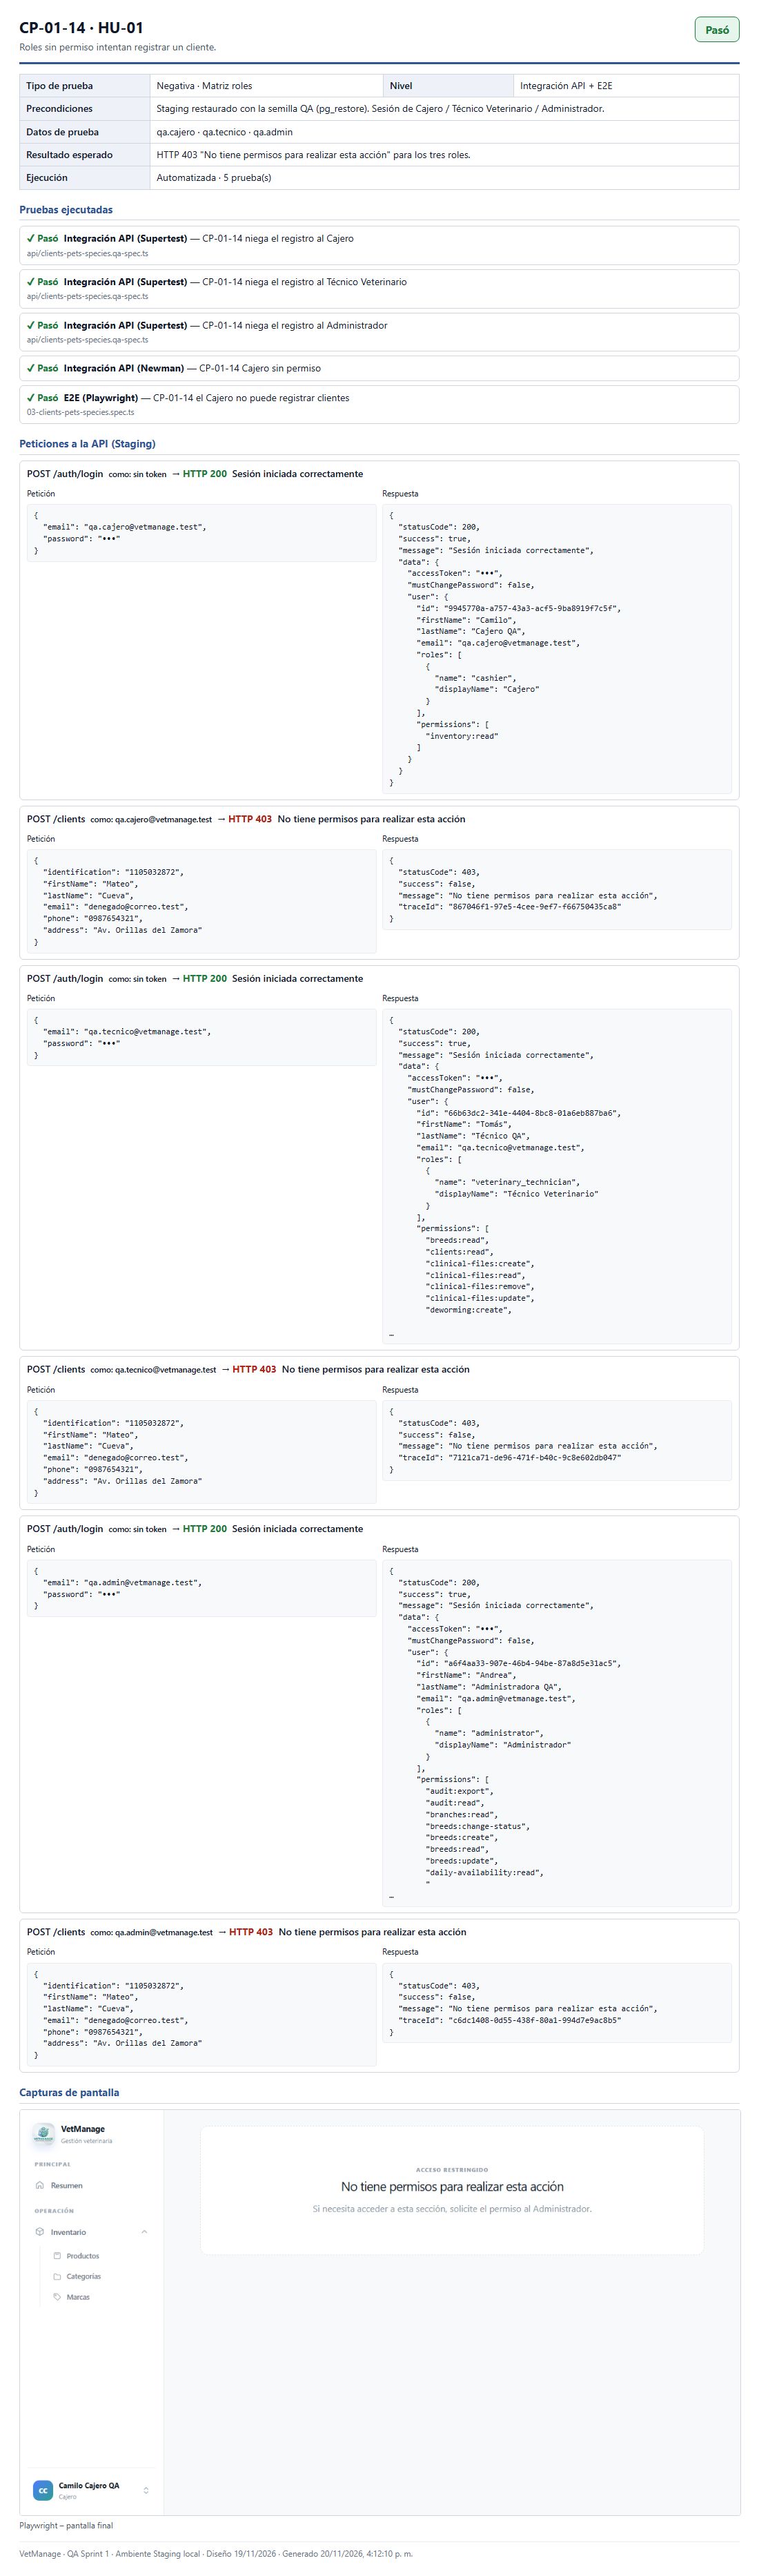 CP-01-14 · HU-01
Pasó
Roles sin permiso intentan registrar un cliente.
Tipo de prueba Negativa · Matriz roles Nivel Integración API + E2E
Precondiciones Staging restaurado con la semilla QA (pg_restore). Sesión de Cajero / Técnico Veterinario / Administrador.
Datos de prueba qa.cajero · qa.tecnico · qa.admin
Resultado esperado HTTP 403 "No tiene permisos para realizar esta acción" para los tres roles.
Ejecución Automatizada · 5 prueba(s)
Pruebas ejecutadas
✓ Pasó Integración API (Supertest) — CP-01-14 niega el registro al Cajero
api/clients-pets-species.qa-spec.ts
✓ Pasó Integración API (Supertest) — CP-01-14 niega el registro al Técnico Veterinario
api/clients-pets-species.qa-spec.ts
✓ Pasó Integración API (Supertest) — CP-01-14 niega el registro al Administrador
api/clients-pets-species.qa-spec.ts
✓ Pasó Integración API (Newman) — CP-01-14 Cajero sin permiso
✓ Pasó E2E (Playwright) — CP-01-14 el Cajero no puede registrar clientes
03-clients-pets-species.spec.ts
Peticiones a la API (Staging)
POST /auth/login como: sin token → HTTP 200 Sesión iniciada correctamente
Petición
{
"email": "qa.cajero@vetmanage.test",
"password": "•••"
}
Respuesta
{
"statusCode": 200,
"success": true,
"message": "Sesión iniciada correctamente",
"data": {
"accessToken": "•••",
"mustChangePassword": false,
"user": {
"id": "9945770a-a757-43a3-acf5-9ba8919f7c5f",
"firstName": "Camilo",
"lastName": "Cajero QA",
"email": "qa.cajero@vetmanage.test",
"roles": [
{
"name": "cashier",
"displayName": "Cajero"
}
],
"permissions": [
"inventory:read"
]
}
}
}
POST /clients como: qa.cajero@vetmanage.test → HTTP 403 No tiene permisos para realizar esta acción
Petición
{
"identification": "1105032872",
"firstName": "Mateo",
"lastName": "Cueva",
"email": "denegado@correo.test",
"phone": "0987654321",
"address": "Av. Orillas del Zamora"
}
Respuesta
{
"statusCode": 403,
"success": false,
"message": "No tiene permisos para realizar esta acción",
"traceId": "867046f1-97e5-4cee-9ef7-f66750435ca8"
}
POST /auth/login como: sin token → HTTP 200 Sesión iniciada correctamente
Petición
{
"email": "qa.tecnico@vetmanage.test",
"password": "•••"
}
Respuesta
{
"statusCode": 200,
"success": true,
"message": "Sesión iniciada correctamente",
"data": {
"accessToken": "•••",
"mustChangePassword": false,
"user": {
"id": "66b63dc2-341e-4404-8bc8-01a6eb887ba6",
"firstName": "Tomás",
"lastName": "Técnico QA",
"email": "qa.tecnico@vetmanage.test",
"roles": [
{
"name": "veterinary_technician",
"displayName": "Técnico Veterinario"
}
],
"permissions": [
"breeds:read",
"clients:read",
"clinical-files:create",
"clinical-files:read",
"clinical-files:remove",
"clinical-files:update",
"deworming:create",
…
POST /clients como: qa.tecnico@vetmanage.test → HTTP 403 No tiene permisos para realizar esta acción
Petición
{
"identification": "1105032872",
"firstName": "Mateo",
"lastName": "Cueva",
"email": "denegado@correo.test",
"phone": "0987654321",
"address": "Av. Orillas del Zamora"
}
Respuesta
{
"statusCode": 403,
"success": false,
"message": "No tiene permisos para realizar esta acción",
"traceId": "7121ca71-de96-471f-b40c-9c8e602db047"
}
POST /auth/login como: sin token → HTTP 200 Sesión iniciada correctamente
Petición
{
"email": "qa.admin@vetmanage.test",
"password": "•••"
}
Respuesta
{
"statusCode": 200,
"success": true,
"message": "Sesión iniciada correctamente",
"data": {
"accessToken": "•••",
"mustChangePassword": false,
"user": {
"id": "a6f4aa33-907e-46b4-94be-87a8d5e31ac5",
"firstName": "Andrea",
"lastName": "Administradora QA",
"email": "qa.admin@vetmanage.test",
"roles": [
{
"name": "administrator",
"displayName": "Administrador"
}
],
"permissions": [
"audit:export",
"audit:read",
"branches:read",
"breeds:change-status",
"breeds:create",
"breeds:read",
"breeds:update",
"daily-availability:read",
"
…
POST /clients como: qa.admin@vetmanage.test → HTTP 403 No tiene permisos para realizar esta acción
Petición
{
"identification": "1105032872",
"firstName": "Mateo",
"lastName": "Cueva",
"email": "denegado@correo.test",
"phone": "0987654321",
"address": "Av. Orillas del Zamora"
}
Respuesta
{
"statusCode": 403,
"success": false,
"message": "No tiene permisos para realizar esta acción",
"traceId": "c6dc1408-0d55-438f-80a1-994d7e9ac8b5"
}
Capturas de pantalla
VetManage
Gestión veterinaria
PRINCIPAL
Resumen
OPERACIÓN
Inventario
Productos
Categorías
Marcas
CC
Camilo Cajero QA
Cajero
ACCESO RESTRINGIDO
No tiene permisos para realizar esta acción
Si necesita acceder a esta sección, solicite el permiso al Administrador.
Playwright – pantalla final
VetManage · QA Sprint 1 · Ambiente Staging local · Diseño 19/11/2026 · Generado 20/11/2026, 4:12:10 p. m.